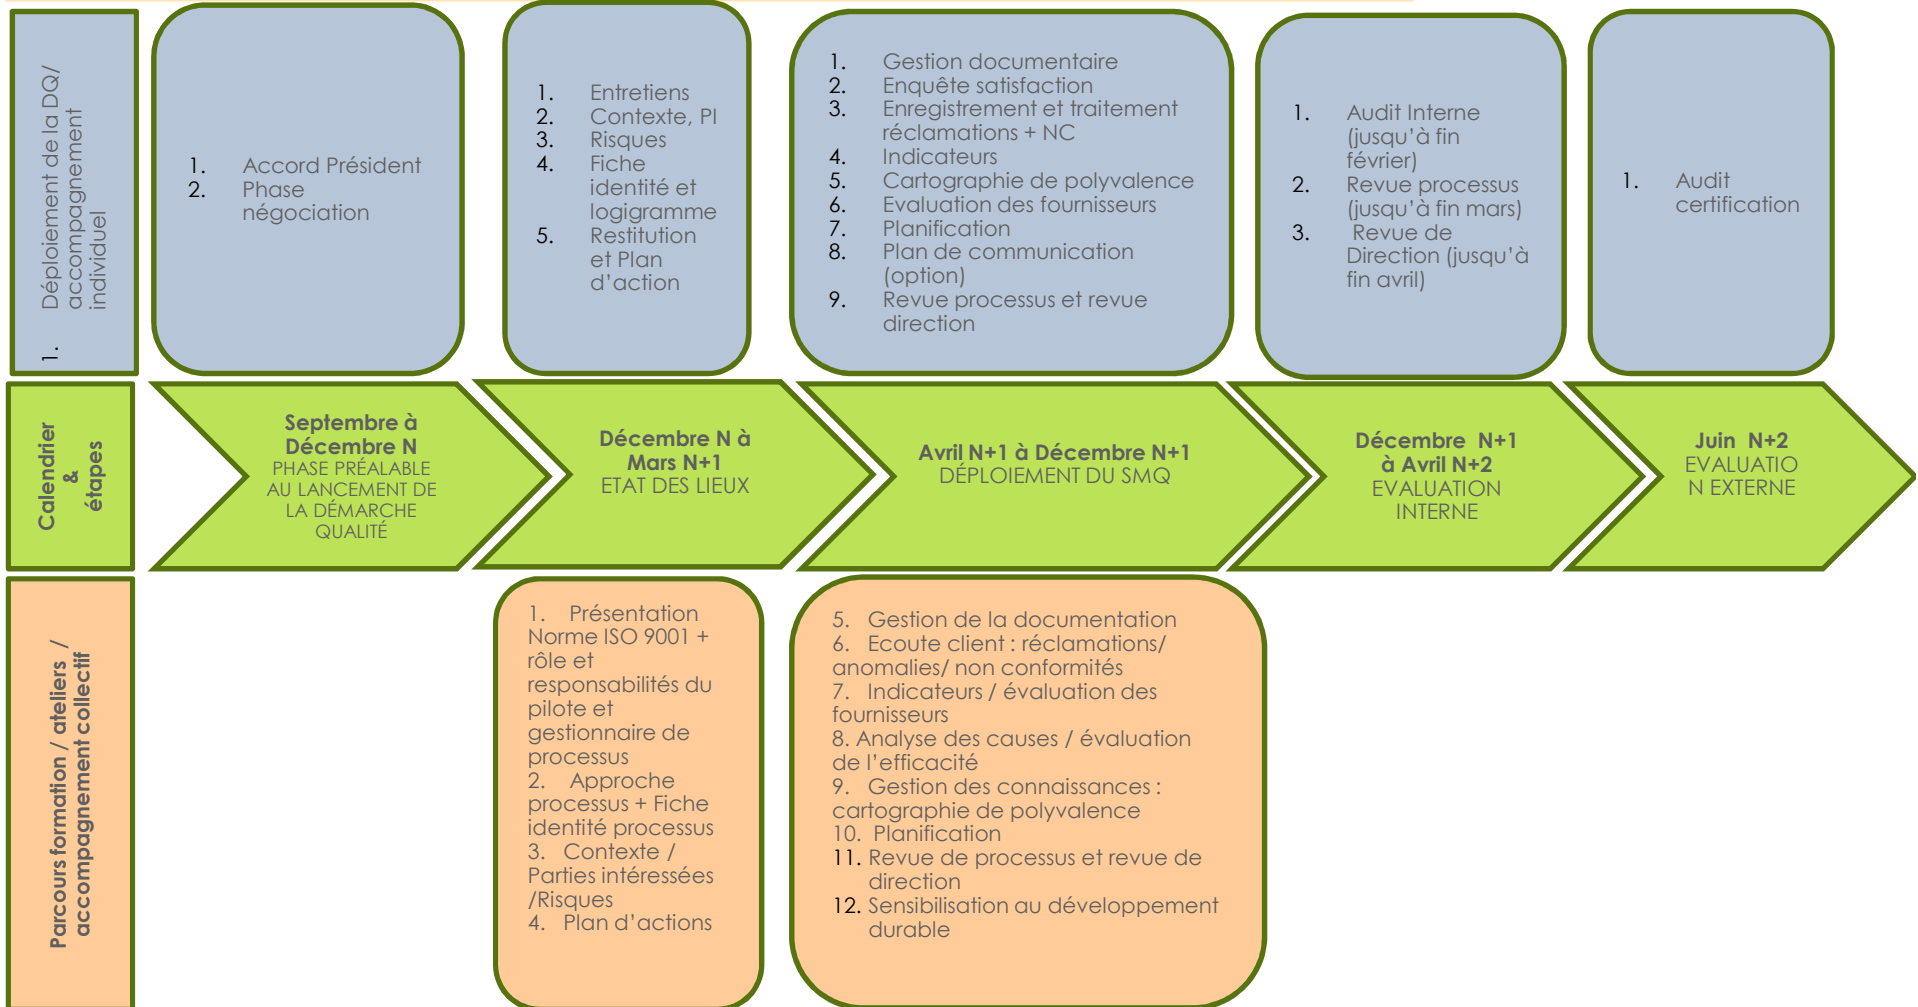 1. Déploiement de la DQ/
accompagnement
individuel
1. Accord Président
2. Phase
négociation
1. Entretiens
2. Contexte, PI
3. Risques
4. Fiche
identité et
logigramme
5. Restitution
et Plan
d’action
1. Gestion documentaire
2. Enquête satisfaction
3. Enregistrement et traitement
réclamations + NC
4. Indicateurs
5. Cartographie de polyvalence
6. Evaluation des fournisseurs
7. Planification
8. Plan de communication
(option)
9. Revue processus et revue
direction
1. Audit Interne
(jusqu’à fin
février)
2. Revue processus
(jusqu’à fin mars)
3. Revue de
Direction (jusqu’à
fin avril)
1. Audit
certification
Calendrier
&
étapes
Septembre à
Décembre N
PHASE PRÉALABLE
AU LANCEMENT DE
LA DÉMARCHE
QUALITÉ
Décembre N à
Mars N+1
ETAT DES LIEUX
Avril N+1 à Décembre N+1
DÉPLOIEMENT DU SMQ
Décembre N+1
à Avril N+2
EVALUATION
INTERNE
Juin N+2
EVALUATIO
N EXTERNE
Parcours formation / ateliers /
accompagnement collectif
1. Présentation
Norme ISO 9001 +
rôle et
responsabilités du
pilote et
gestionnaire de
processus
2. Approche
processus + Fiche
identité processus
3. Contexte /
Parties intéressées
/Risques
4. Plan d’actions
5. Gestion de la documentation
6. Ecoute client : réclamations/
anomalies/ non conformités
7. Indicateurs / évaluation des
fournisseurs
8. Analyse des causes / évaluation
de l’efficacité
9. Gestion des connaissances :
cartographie de polyvalence
10. Planification
11. Revue de processus et revue de
direction
12. Sensibilisation au développement
durable